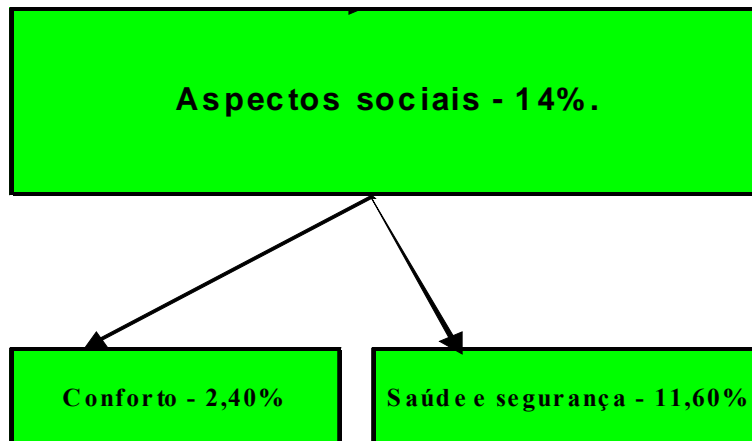 Aspectos sociais - 14%.
Conforto - 2,40%
Saúde e segurança - 11,60%